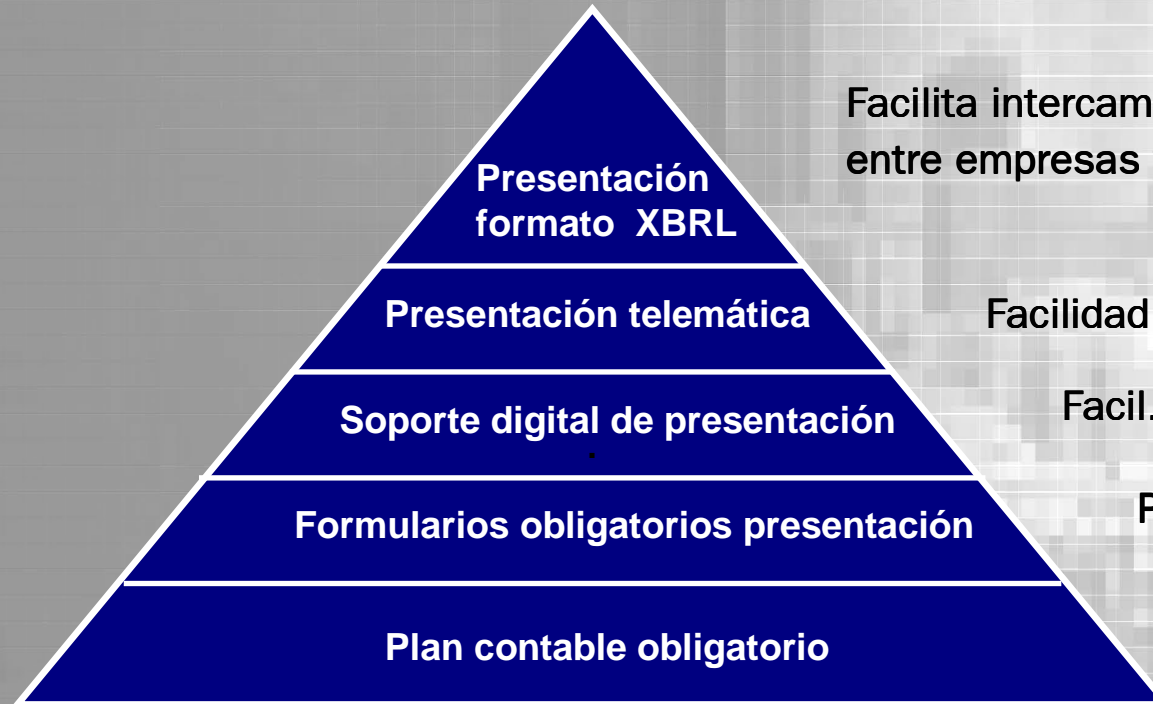 Facilita intercam
entre empresas
Presentación
formato XBRL
Presentación telemática
Facilidad
Soporte digital de presentación
Facil.
Formularios obligatorios presentación
P
Plan contable obligatorio